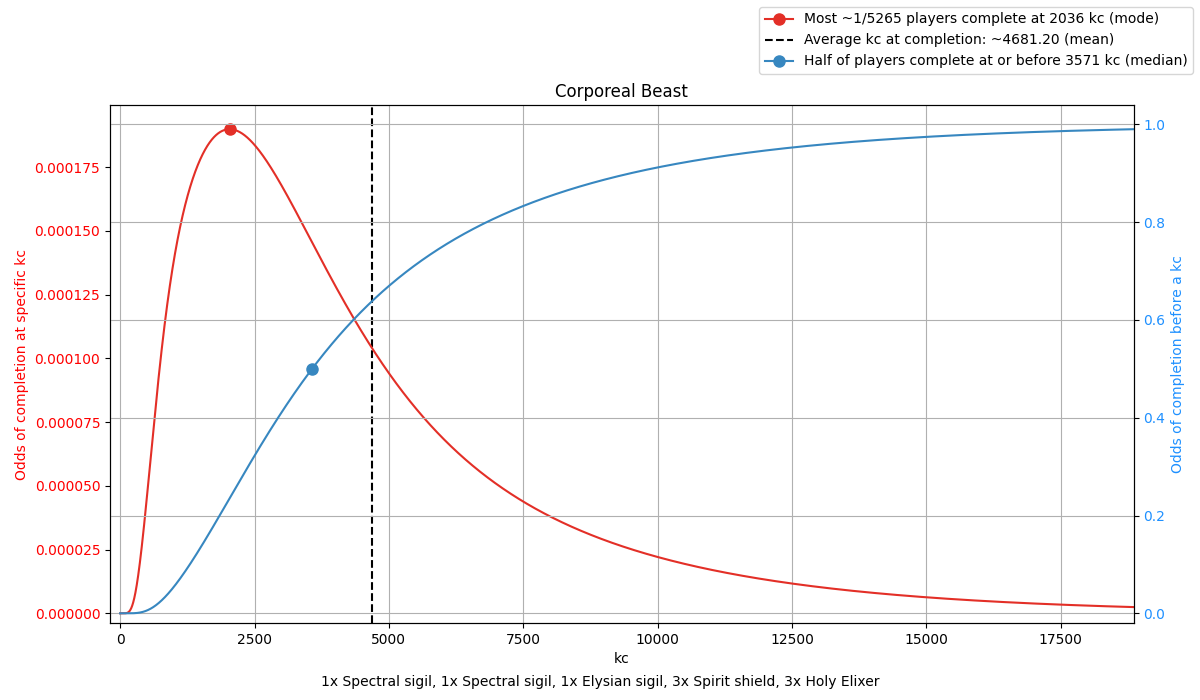 Most ~1/5265 players complete at 2036 kc (mode)
Average kc at completion: ~4681.20 (mean)
Half of players complete at or before 3571 kc (median)
Corporeal Beast
Odds of completion at specific kc
0.000175
0.000150
0.000125
0.000100
0.000075
0.000050
0.000025
0.000000
1.0
0.8
0.6
0.4
0.2
0.0
Odds of completion before a kc
0 2500 5000 7500 10000 12500 15000 17500
kc
1x Spectral sigil, 1x Spectral sigil, 1x Elysian sigil, 3x Spirit shield, 3x Holy Elixer